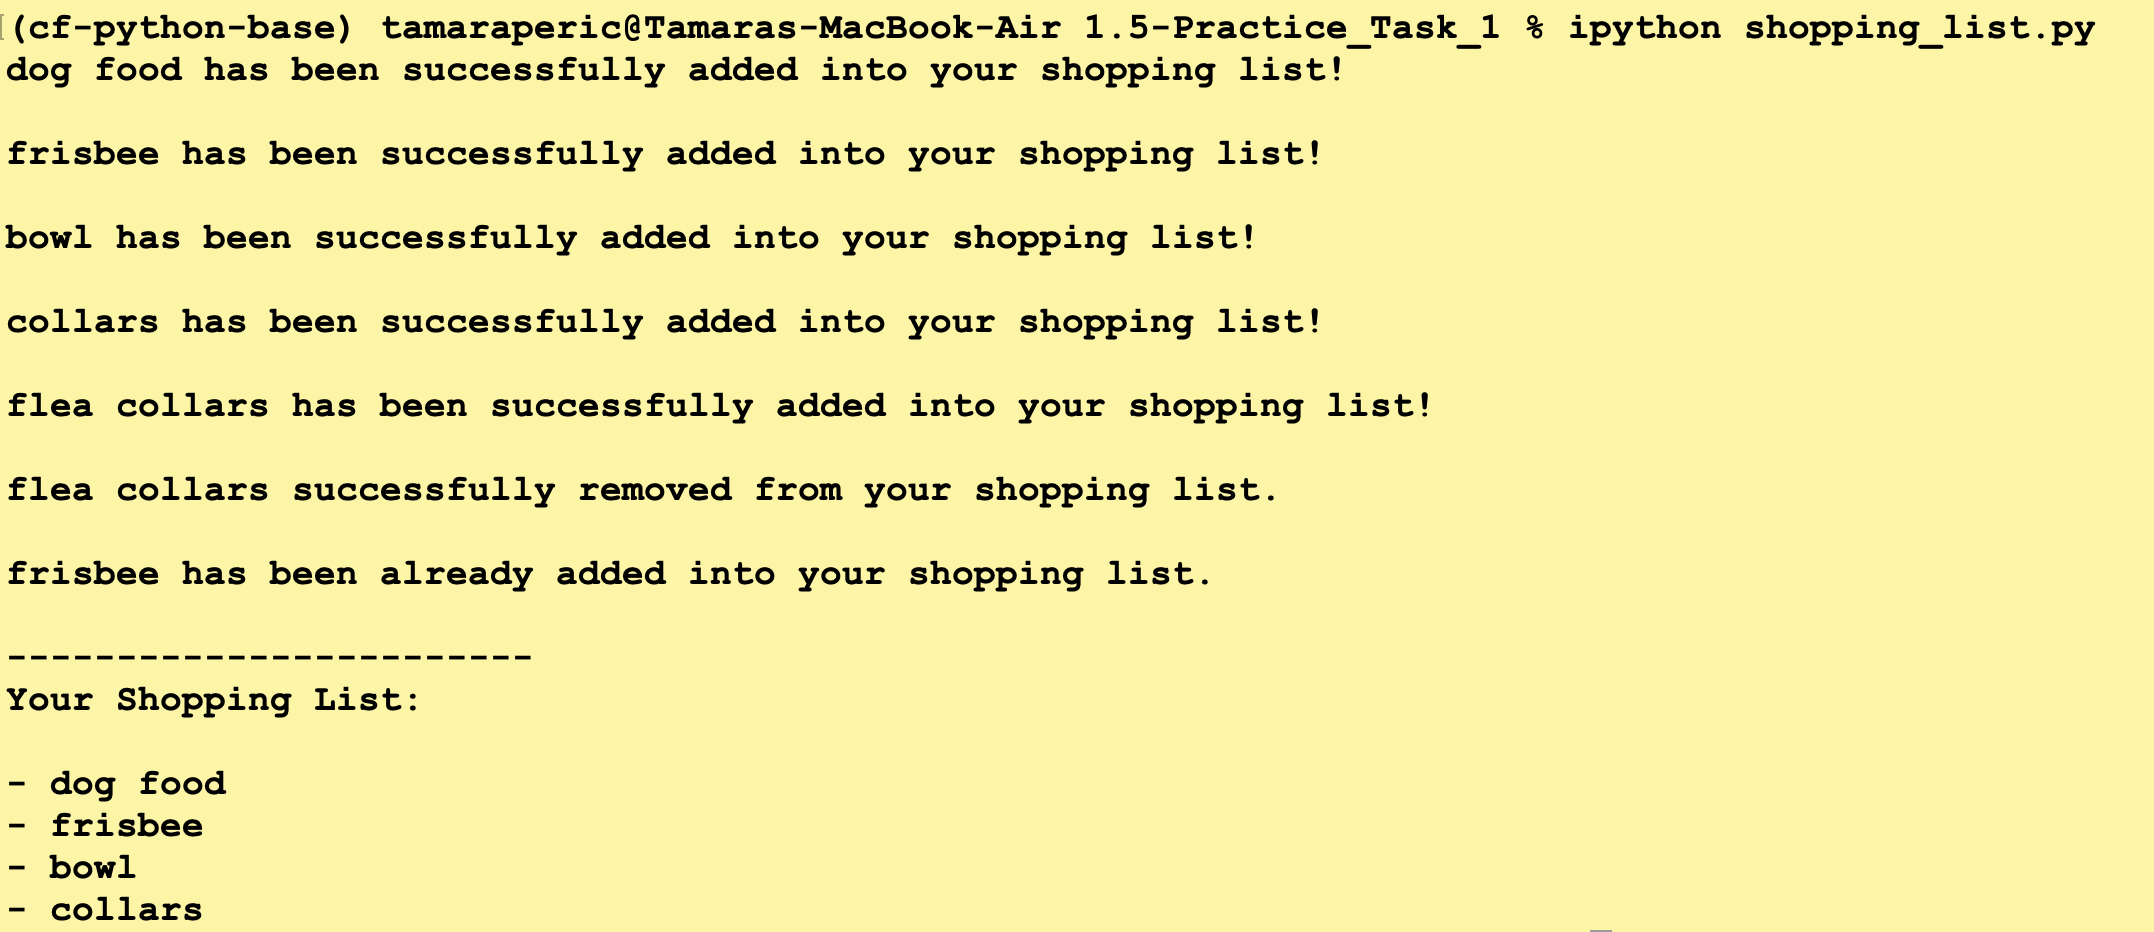 (cf-python-base) tamaraperic@Tamaras-MacBook-Air 1.5-Practice_Task_1 % ipython shopping_list.py
dog food has been successfully added into your shopping list!
frisbee has been successfully added into your shopping list!
bowl has been successfully added into your shopping list!
collars has been successfully added into your shopping list!
flea collars has been successfully added into your shopping list!
flea collars successfully removed from your shopping list.
frisbee has been already added into your shopping list.
------------------------
Your Shopping List:
- dog food
- frisbee
- bowl
- collars